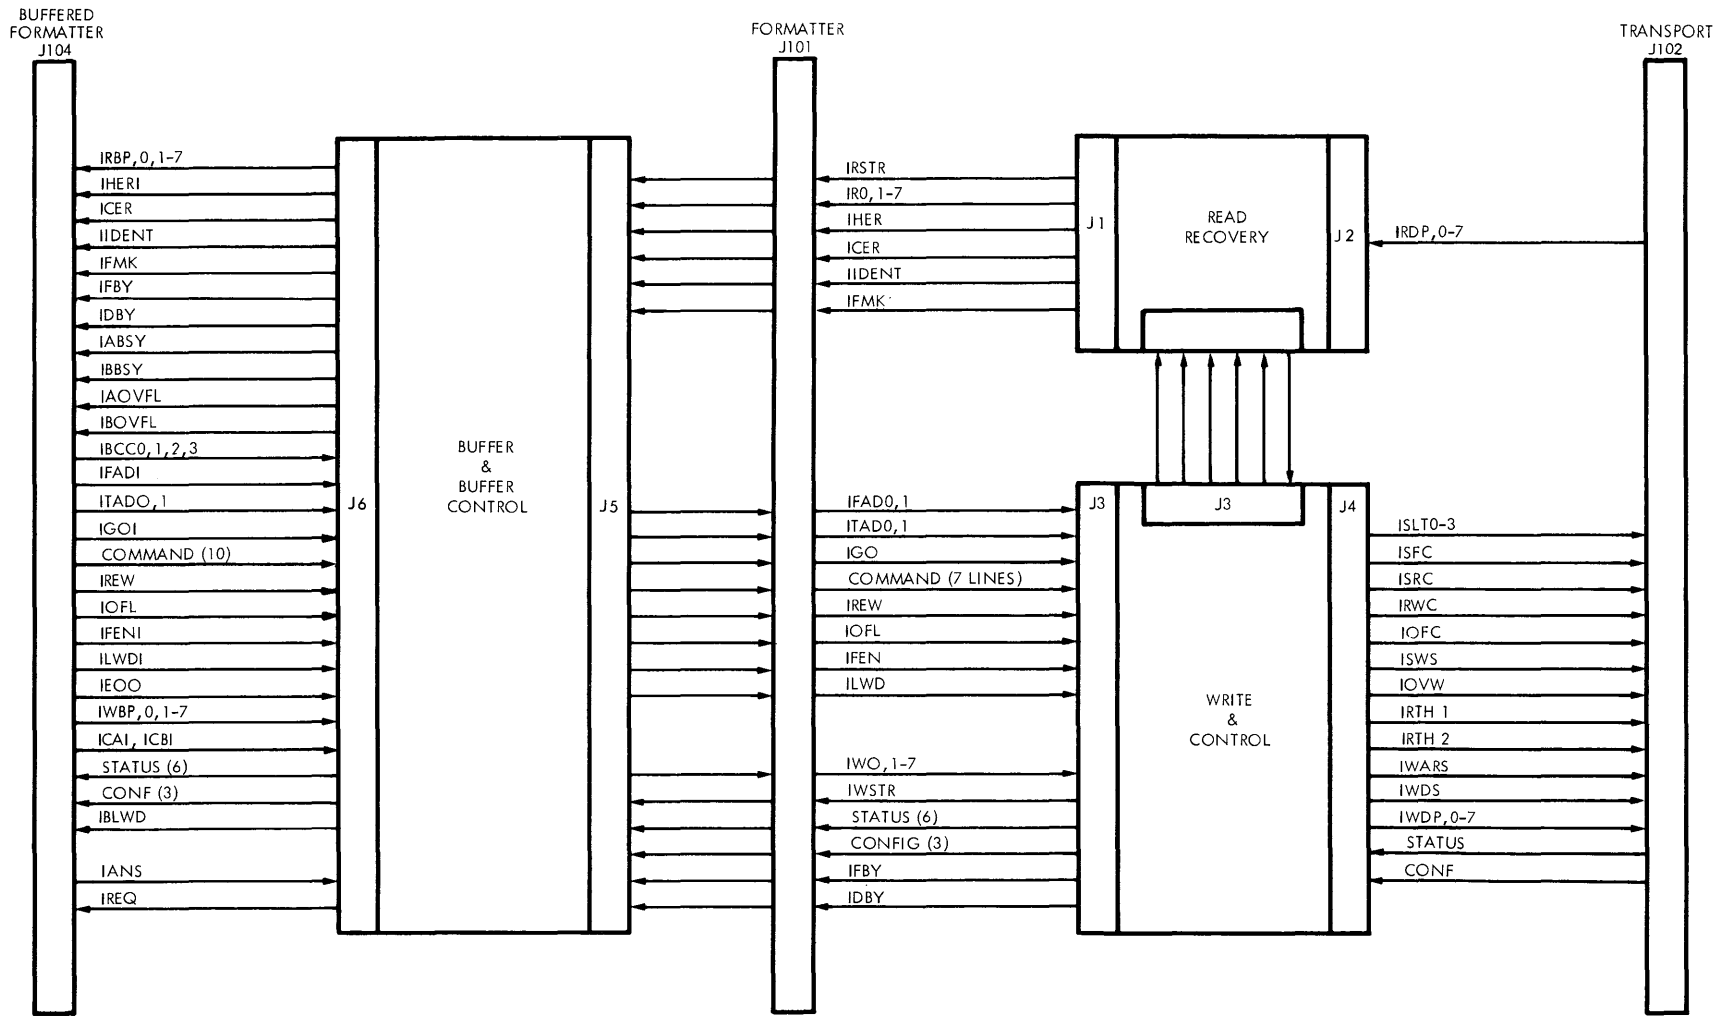 BUFFERED
FORMATTER
J104
FORMATTER
J101
TRANSPORT
J102
IRBP,0,1-7
IHERI
ICER
IIDENT
IFMK
IFBY
IDBY
IABSY
IBBSY
IAOVFL
IBOVFL
IBCC0,1,2,3
IFADI
ITADO,1
IGOI
COMMAND (10)
IREW
IOFL
IFENI
ILWDI
IEOO
IWBP,0,1-7
ICAI, ICBI
STATUS (6)
CONF (3)
IBLWD
IANS
IREQ
J6
BUFFER
&
BUFFER
CONTROL
J5
IRSTR
IR0,1-7
IHER
ICER
IIDENT
IFMK
IFAD0,1
ITAD0,1
IGO
COMMAND (7 LINES)
IREW
IOFL
IFEN
ILWD
IWO,1-7
IWSTR
STATUS (6)
CONFIG (3)
IFBY
IDBY
J1
READ
RECOVERY
J2
J3
J3
J4
WRITE
&
CONTROL
IRDP,0-7
ISLT0-3
ISFC
ISRC
IRWC
IOFC
ISWS
IOVW
IRTH 1
IRTH 2
IWARS
IWDS
IWDP,0-7
STATUS
CONF